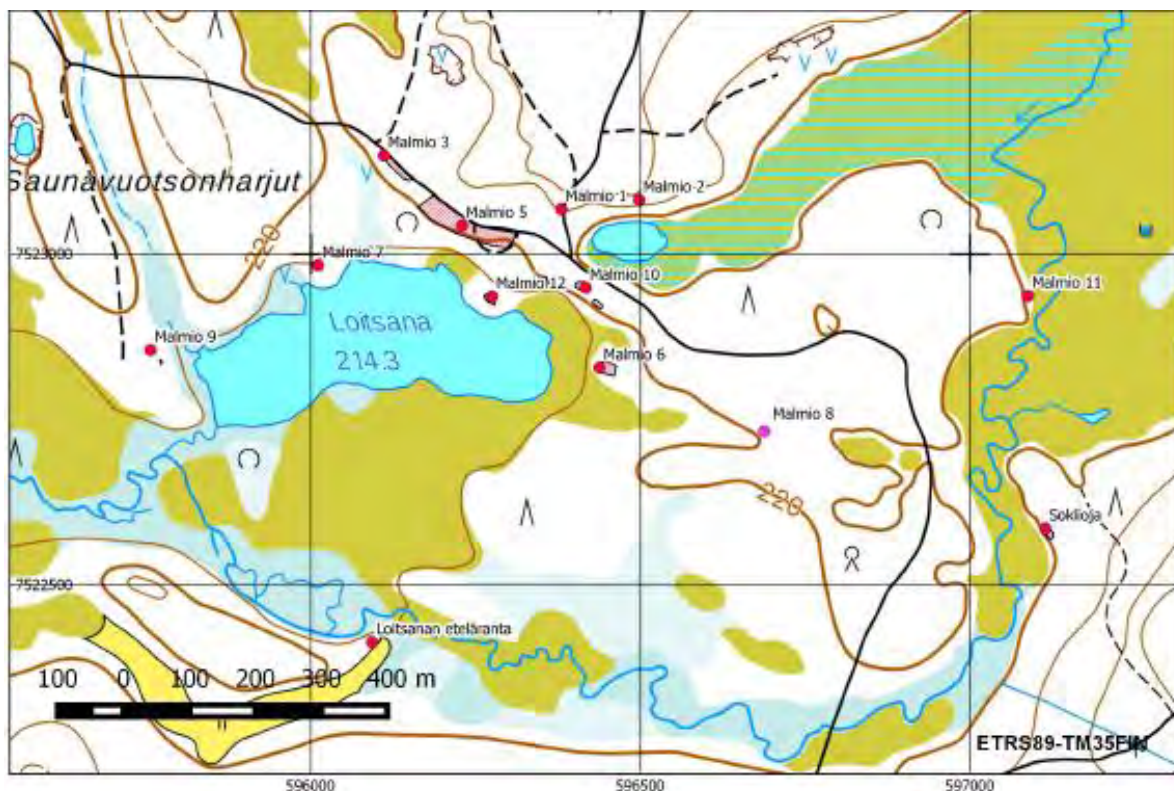 Malmio 3
Saunavuotsonharjut
Malmio 1
Malmio 2
Malmio 5
220
7523000
Malmio 7
Malmio 10
Malmio 12
Malmio 11
Loitsana
214.3
Malmio 9
Malmio 6
Malmio 8
220
Soklioja
7522500
Loitsanan eteläranta
100 0 100 200 300 400 m
ETRS89-TM35FIN
596000 596500 597000